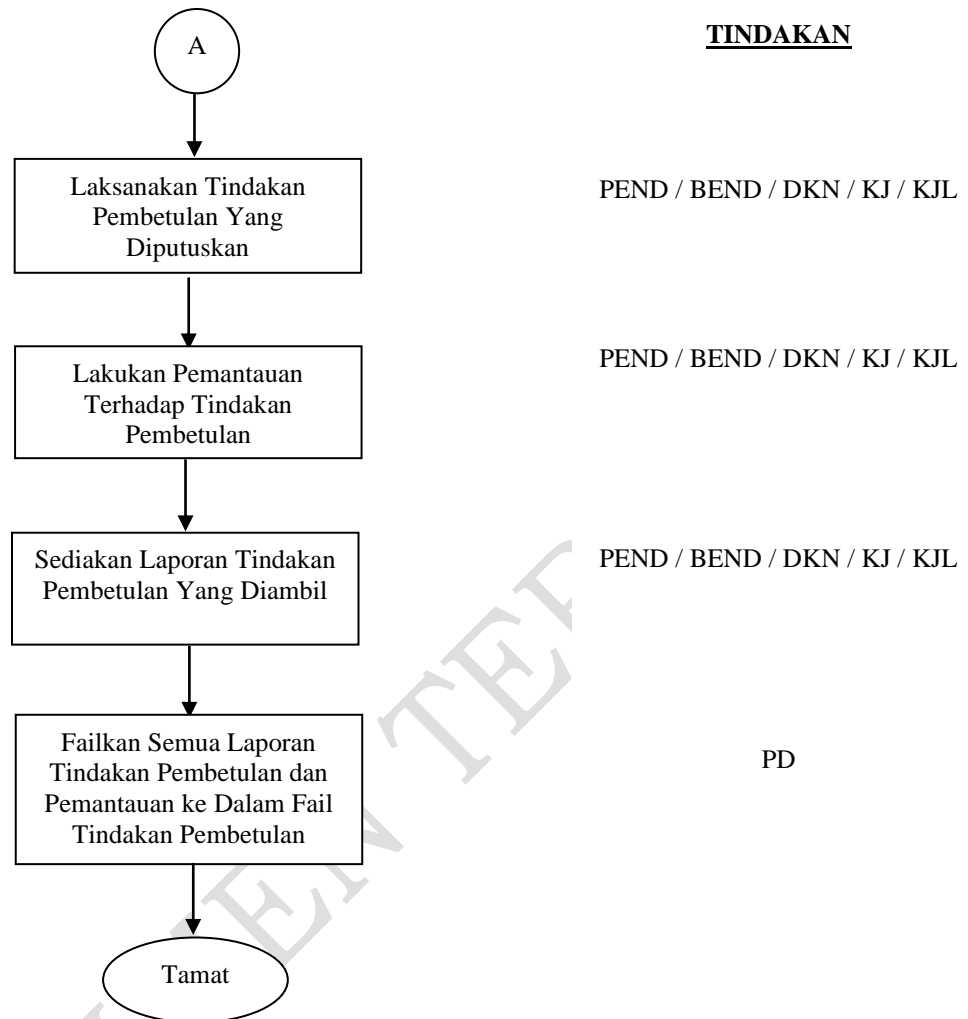 A
TINDAKAN
Laksanakan Tindakan
Pembetulan Yang
Diputuskan
PEND / BEND / DKN / KJ / KJL
Lakukan Pemantauan
Terhadap Tindakan
Pembetulan
PEND / BEND / DKN / KJ / KJL
Sediakan Laporan Tindakan
Pembetulan Yang Diambil
PEND / BEND / DKN / KJ / KJL
Failkan Semua Laporan
Tindakan Pembetulan dan
Pemantauan ke Dalam Fail
Tindakan Pembetulan
PD
Tamat